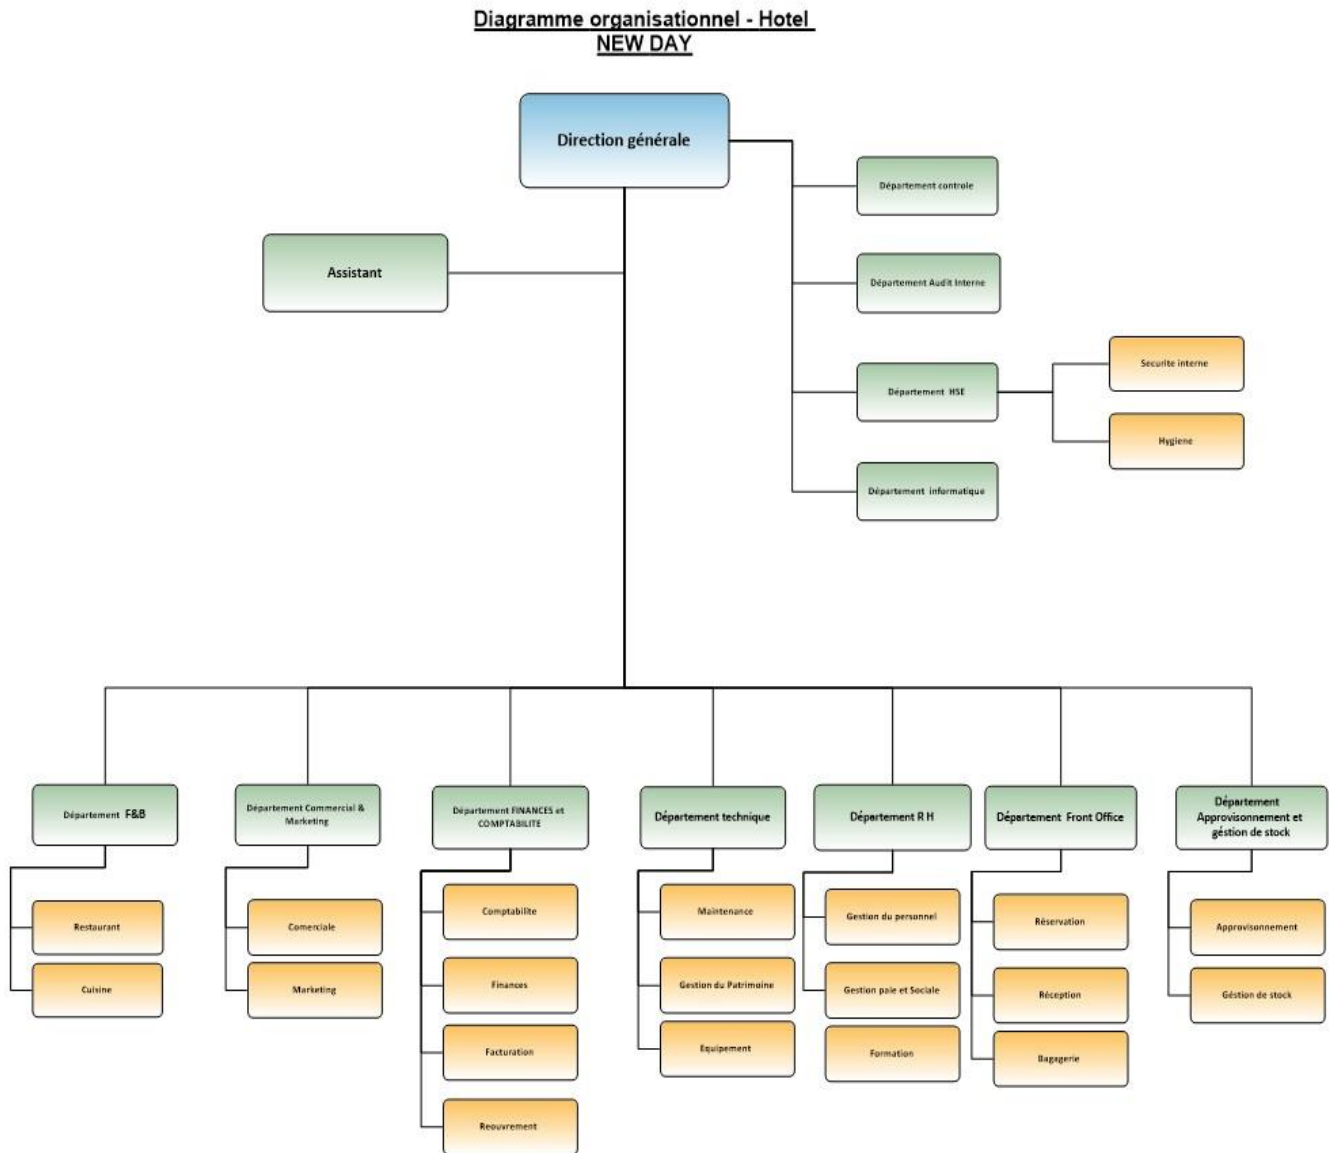 Diagramme organisationnel - Hotel
NEW DAY
Direction générale
Département controle
Assistant
Département Audit Interne
Securite interne
Département HSE
Hygiene
Département informatique
Département F&B
Département Commercial &
Marketing
Département FINANCES et
COMPTABILITE
Département technique
Département R H
Département Front Office
Département
Approvisonnement et
géstion de stock
Restaurant
Cuisine
Comerciale
Marketing
Comptabilite
Finances
Facturation
Reouvrement
Maintenance
Gestion du Patrimoine
Equipement
Gestion du personnel
Gestion paie et Sociale
Formation
Réservation
Réception
Bagagerie
Approvisonnement
Géstion de stock